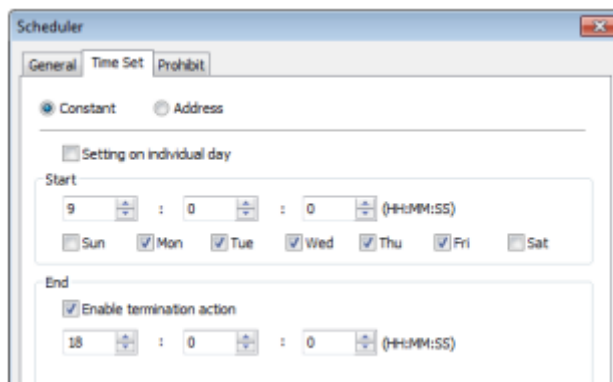 Scheduler
General Time Set Prohibit
Constant Address
Setting on individual day
Start
9 : 0 : 0 (HH:MM:SS)
Sun Mon Tue Wed Thu Fri Sat
End
Enable termination action
18 : 0 : 0 (HH:MM:SS)